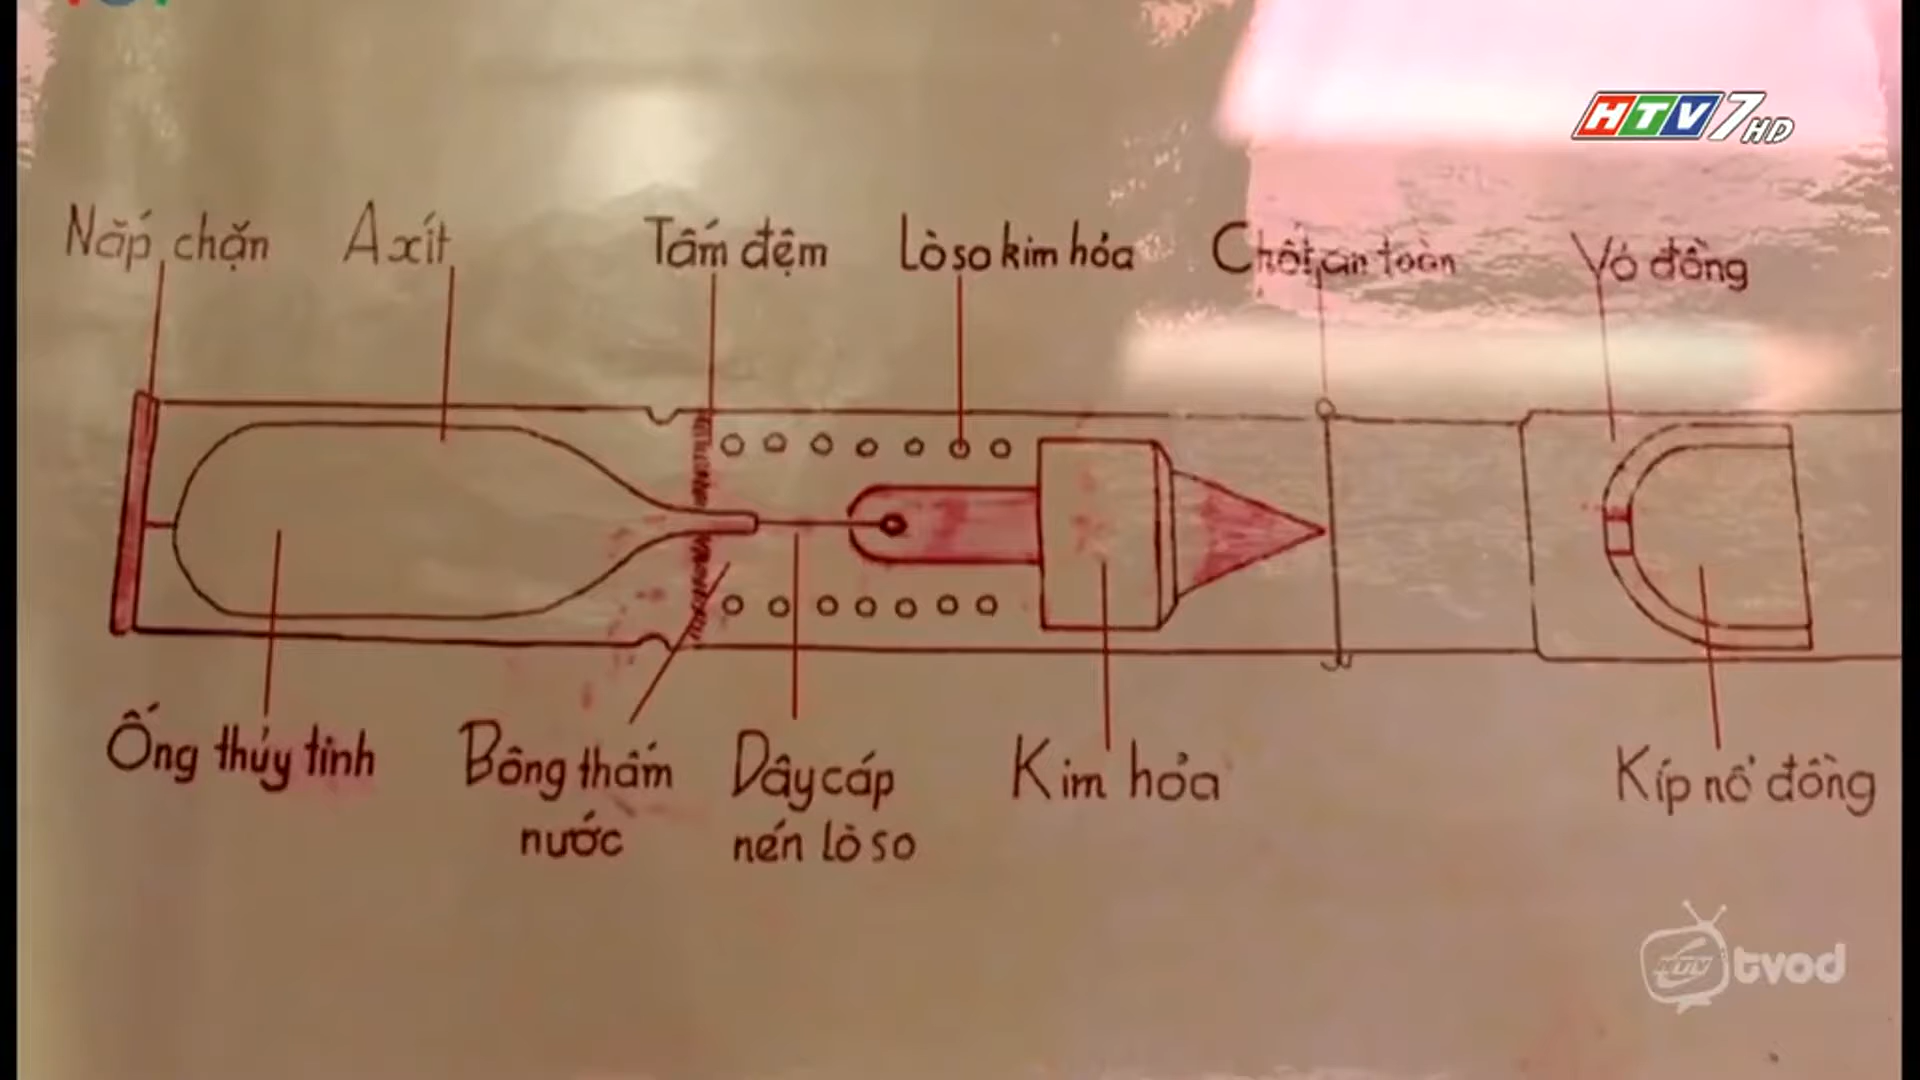 HTV7 HD
Nắp chặn
Axít
Tấm đệm
Lò so kim hỏa
Chốt an toàn
Vỏ đồng
Ống thủy tinh
Bông thấm
nước
Dây cáp
nén lò so
Kim hỏa
Kíp nổ đồng
tvod